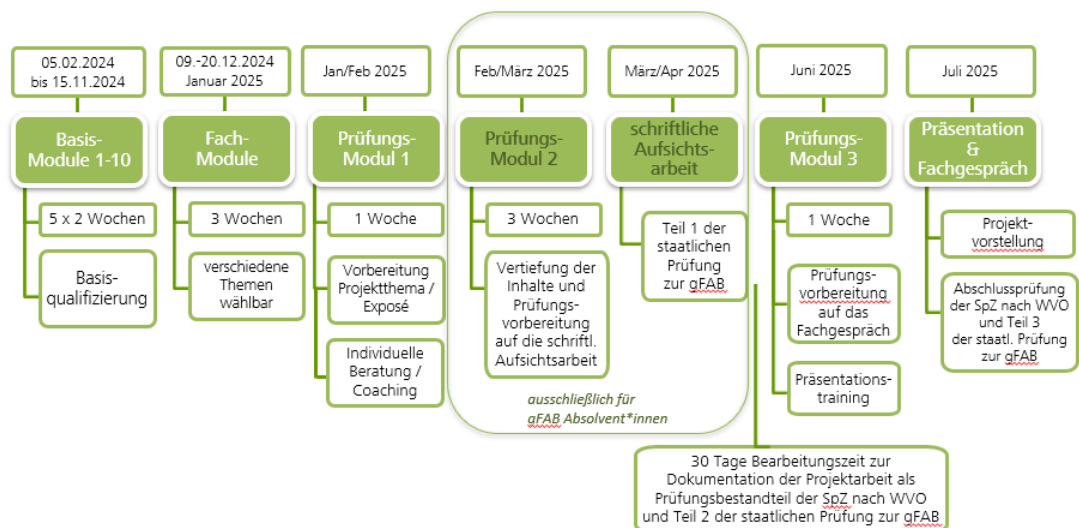 05.02.2024
bis 15.11.2024
Basis-
Module 1-10
5 x 2 Wochen
Basis-
qualifizierung
09.-20.12.2024
Januar 2025
Fach-
Module
3 Wochen
verschiedene
Themen
wählbar
Jan/Feb 2025
Prüfungs-
Modul 1
1 Woche
Vorbereitung
Projektthema /
Exposé
Individuelle
Beratung /
Coaching
Feb/März 2025
Prüfungs-
Modul 2
3 Wochen
Vertiefung der
Inhalte und
Prüfungs-
vorbereitung
auf die schriftl.
Aufsichtsarbeit
März/Apr 2025
schriftliche
Aufsichts-
arbeit
Teil 1 der
staatlichen
Prüfung
zur gFAB
ausschließlich für
gFAB Absolvent*innen
Juni 2025
Prüfungs-
Modul 3
1 Woche
Prüfungs-
vorbereitung
auf das
Fachgespräch
Präsentations-
training
Juli 2025
Präsentation
&
Fachgespräch
Projekt-
vorstellung
Abschlussprüfung
der SpZ nach WVO
und Teil 3
der staatl. Prüfung
zur gFAB
30 Tage Bearbeitungszeit zur
Dokumentation der Projektarbeit als
Prüfungsbestandteil der SpZ nach WVO
und Teil 2 der staatlichen Prüfung zur gFAB